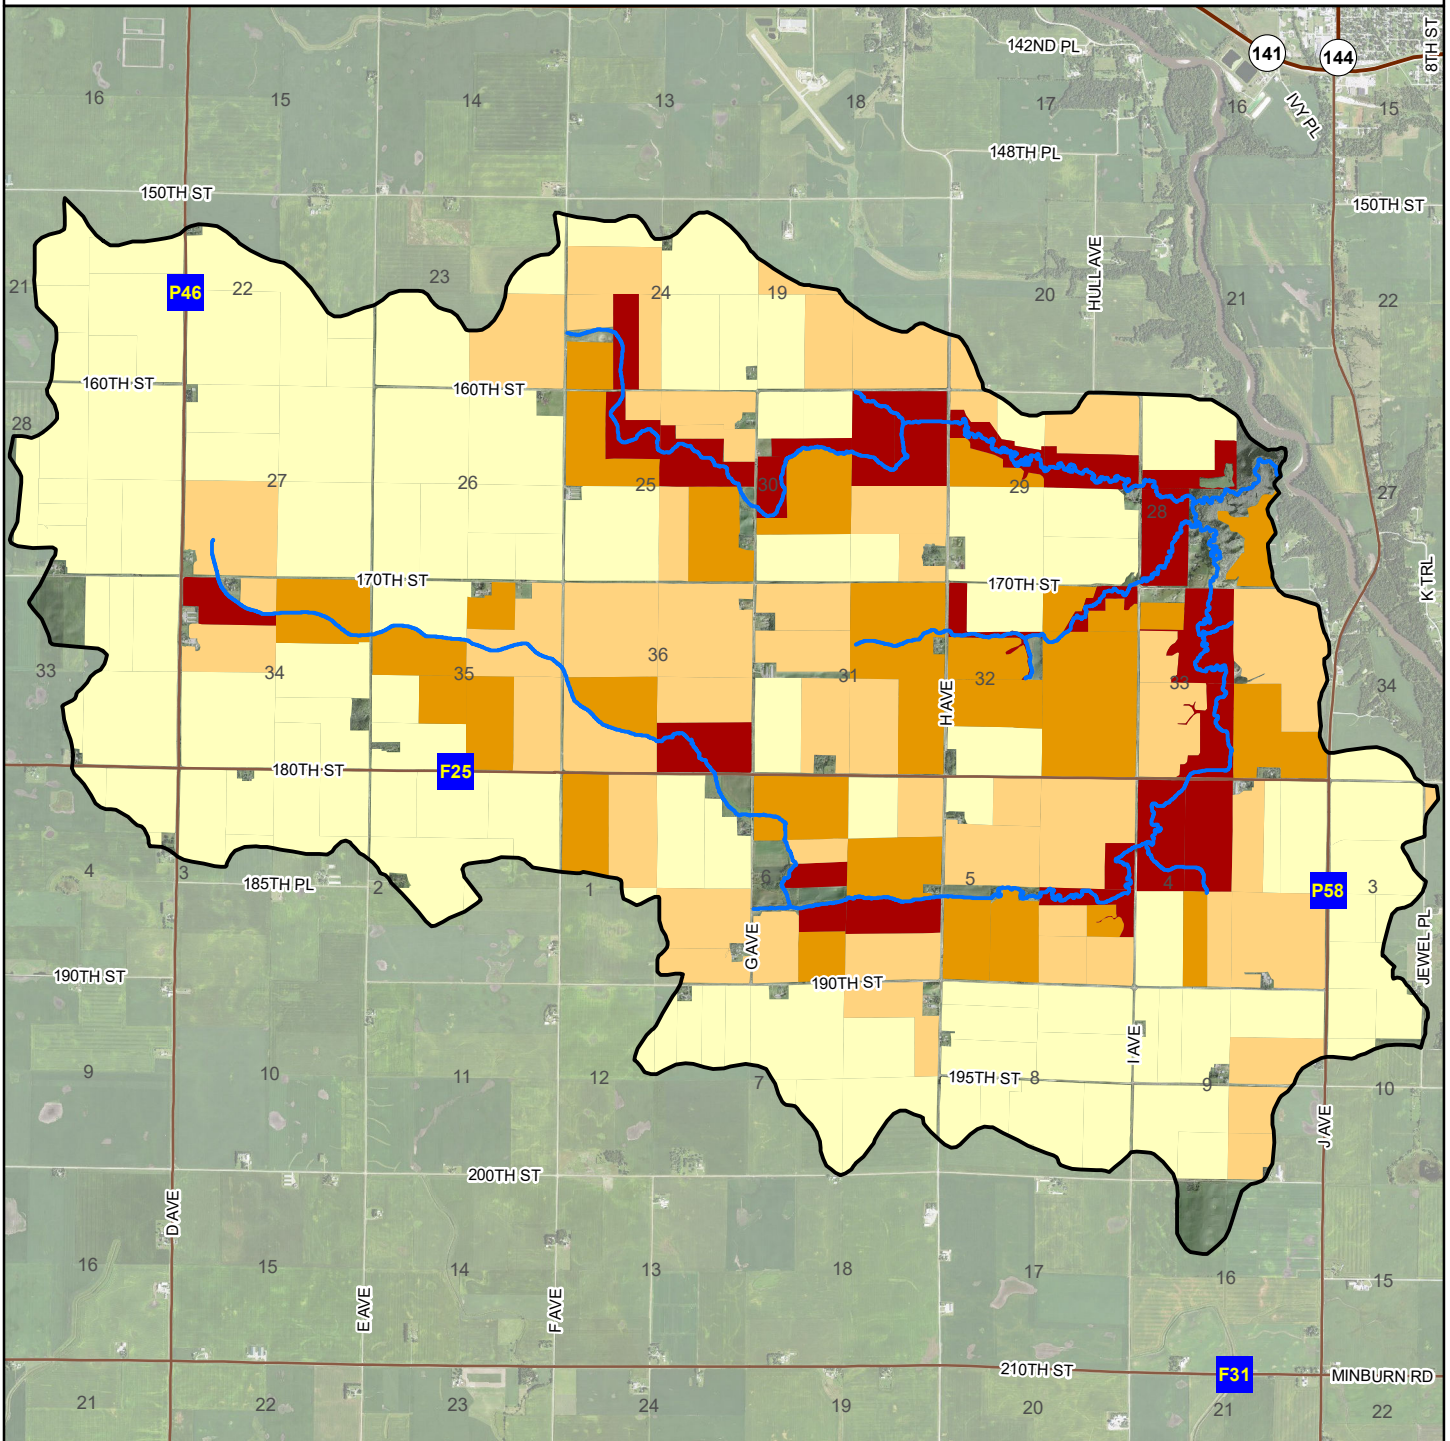 142ND PL
141
144
8TH ST
16
15
14
13
18
17
16
IVY PL
15
148TH PL
150TH ST
150TH ST
HULL AVE
21
P46
22
23
24
19
20
21
22
160TH ST
160TH ST
28
27
26
25
30
29
28
27
170TH ST
170TH ST
K TRL
33
34
35
36
31
32
33
34
H AVE
180TH ST
F25
4
3
185TH PL
2
1
6
5
4
P58
3
G AVE
JEWEL PL
190TH ST
190TH ST
I AVE
9
10
11
12
7
195TH ST
8
9
10
J AVE
200TH ST
D AVE
16
15
14
13
18
17
16
15
E AVE
F AVE
210TH ST
F31
MINBURN RD
21
22
23
24
19
20
21
22